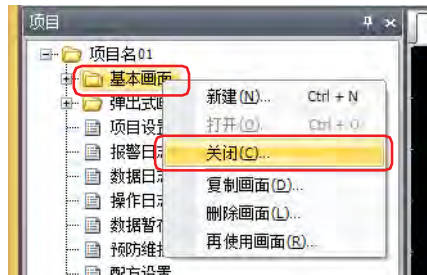 项目
项目名01
基本画面
弹出式
项目设
报警日
数据日
操作日
数据暂
预防维
配方设置
新建(N)... Ctrl + N
打开(O)... Ctrl + O
关闭(C)...
复制画面(D)...
删除画面(L)...
再使用画面(R)...